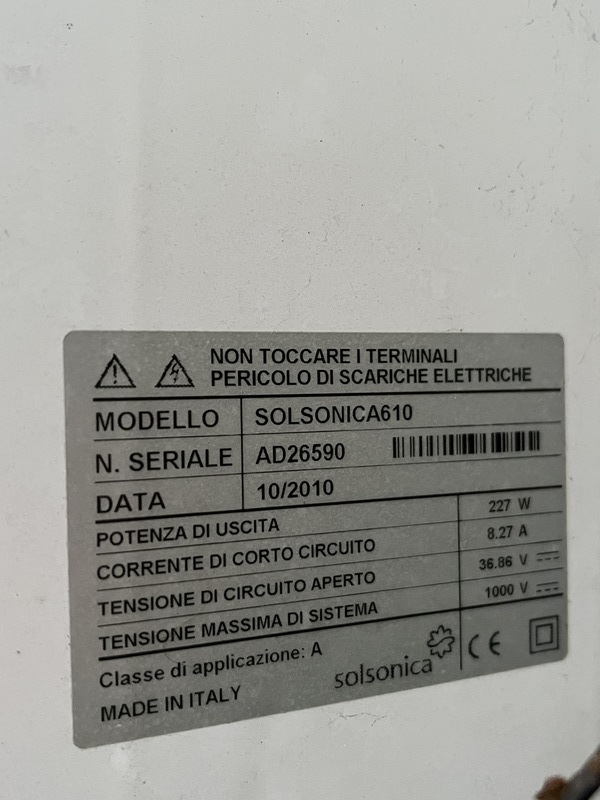 NON TOCCARE I TERMINALI
PERICOLO DI SCARICHE ELETTRICHE
MODELLO SOLSONICA610
N. SERIALE AD26590
DATA 10/2010
POTENZA DI USCITA 227 W
CORRENTE DI CORTO CIRCUITO 8.27 A
TENSIONE DI CIRCUITO APERTO 36.86 V
TENSIONE MASSIMA DI SISTEMA 1000 V
Classe di applicazione: A
MADE IN ITALY
solsonica CE